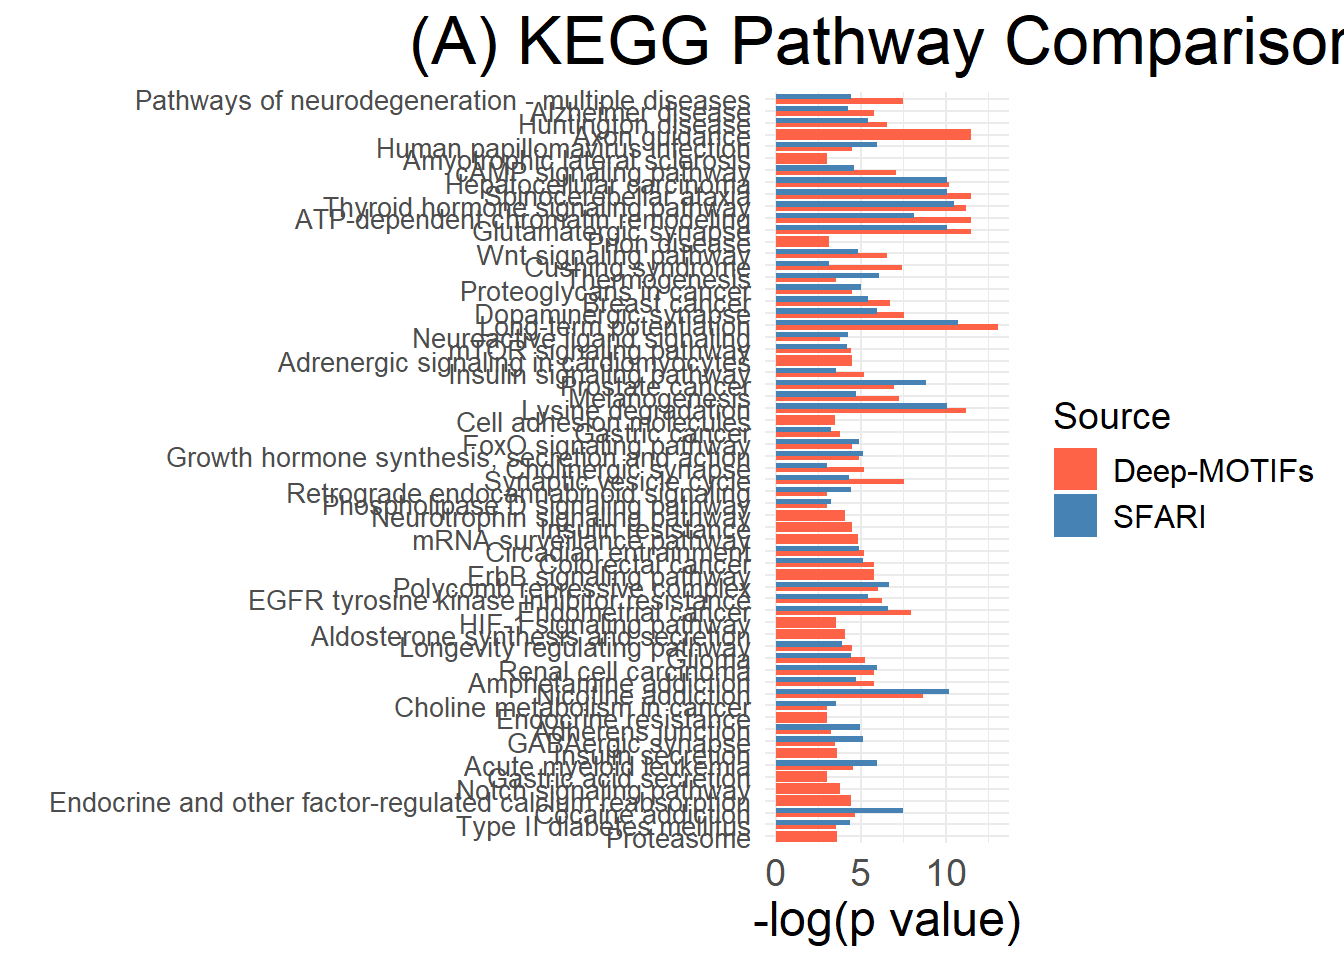 (A) KEGG Pathway Comparison
Pathways of neurodegeneration - multiple diseases
Alzheimer disease
Huntington disease
Axon guidance
Human papillomavirus infection
Amyotrophic lateral sclerosis
cAMP signaling pathway
Hepatocellular carcinoma
Spinocerebellar ataxia
Thyroid hormone signaling pathway
ATP-dependent chromatin remodeling
Glutamatergic synapse
Prion disease
Wnt signaling pathway
Cushing syndrome
Thermogenesis
Proteoglycans in cancer
Breast cancer
Dopaminergic synapse
Long-term potentiation
Neuroactive ligand signaling
mTOR signaling pathway
Adrenergic signaling in cardiomyocytes
Insulin signaling pathway
Prostate cancer
Melanogenesis
Lysine degradation
Cell adhesion molecules
Gastric cancer
FoxO signaling pathway
Growth hormone synthesis, secretion and action
Cholinergic synapse
Synaptic vesicle cycle
Retrograde endocannabinoid signaling
Phospholipase D signaling pathway
Neurotrophin signaling pathway
Insulin resistance
mRNA surveillance pathway
Circadian entrainment
Colorectal cancer
ErbB signaling pathway
Polycomb repressive complex
EGFR tyrosine kinase inhibitor resistance
Endometrial cancer
HIF-1 signaling pathway
Aldosterone synthesis and secretion
Longevity regulating pathway
Glioma
Renal cell carcinoma
Amphetamine addiction
Nicotine addiction
Choline metabolism in cancer
Endocrine resistance
Adherens junction
GABAergic synapse
Insulin secretion
Acute myeloid leukemia
Gastric acid secretion
Notch signaling pathway
Endocrine and other factor-regulated calcium reabsorption
Cocaine addiction
Type II diabetes mellitus
Proteasome
0 5 10
-log(p value)
Source
Deep-MOTIFs
SFARI